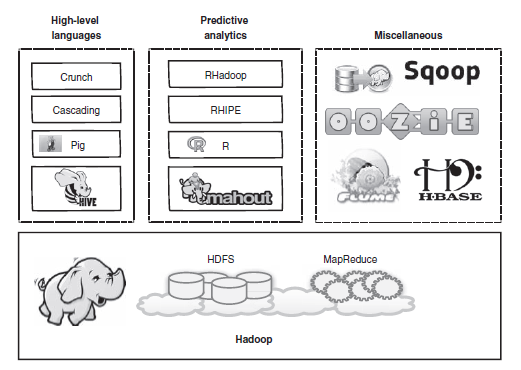 High-level
languages
Predictive
analytics
Miscellaneous
Crunch
Cascading
Pig
HIVE
RHadoop
RHIPE
R
R
mahout
Sqoop
OOZiE
FLUME
H
H·BASE
HDFS
MapReduce
Hadoop